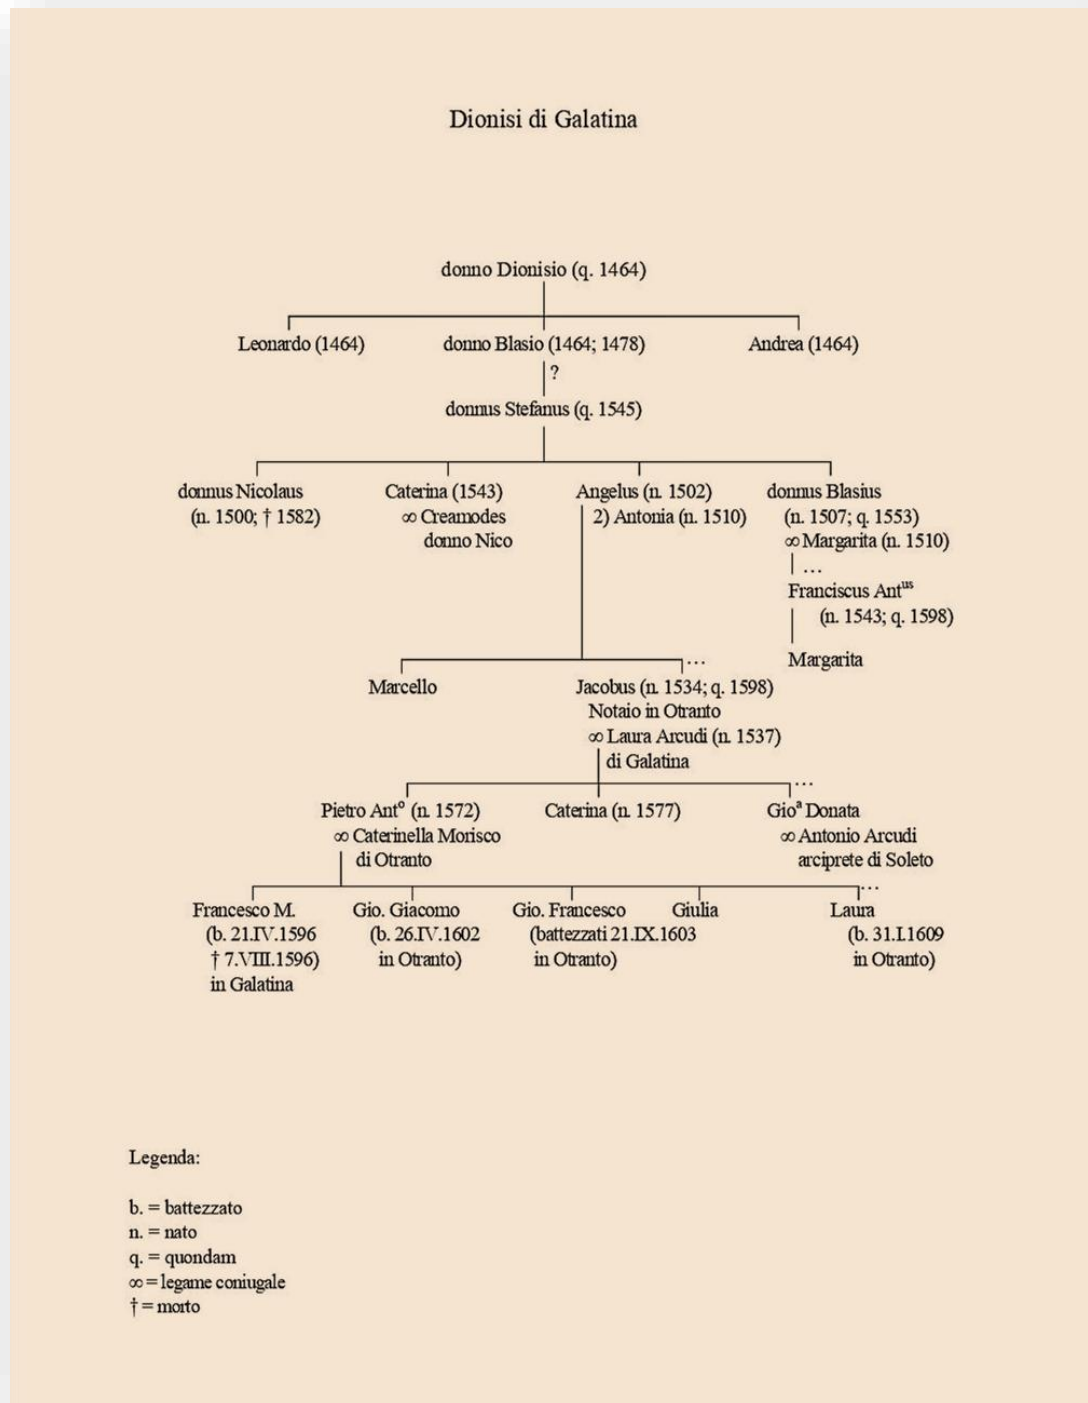 Dionisi di Galatina
donno Dionisio (q. 1464)
Leonardo (1464) donno Blasio (1464; 1478) Andrea (1464)
?
donnus Stefanus (q. 1545)
donnus Nicolaus Caterina (1543) Angelus (n. 1502) donnus Blasius
(n. 1500; † 1582) ∞ Creamodes 2) Antonia (n. 1510) (n. 1507; q. 1553)
donno Nico ∞ Margarita (n. 1510)
...
Franciscus Antᵘˢ
(n. 1543; q. 1598)
Margarita
...
Marcello Jacobus (n. 1534; q. 1598)
Notaio in Otranto
∞ Laura Arcudi (n. 1537)
di Galatina
...
Pietro Antº (n. 1572) Caterina (n. 1577) Gioª Donata
∞ Caterinella Morisco ∞ Antonio Arcudi
di Otranto arciprete di Soleto
...
Francesco M. Gio. Giacomo Gio. Francesco Giulia Laura
(b. 21.IV.1596 (b. 26.IV.1602 (battezzati 21.IX.1603 (b. 31.I.1609
† 7.VIII.1596) in Otranto) in Otranto) in Otranto)
in Galatina
Legenda:
b. = battezzato
n. = nato
q. = quondam
∞ = legame coniugale
† = morto